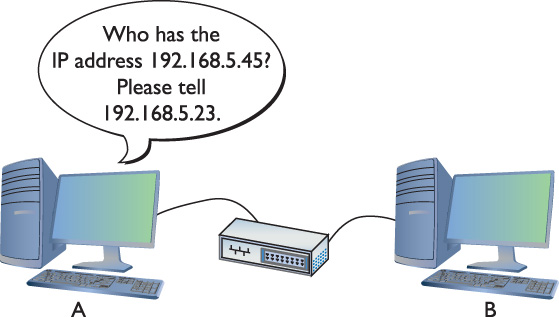 Who has the
IP address 192.168.5.45?
Please tell
192.168.5.23.
A
B